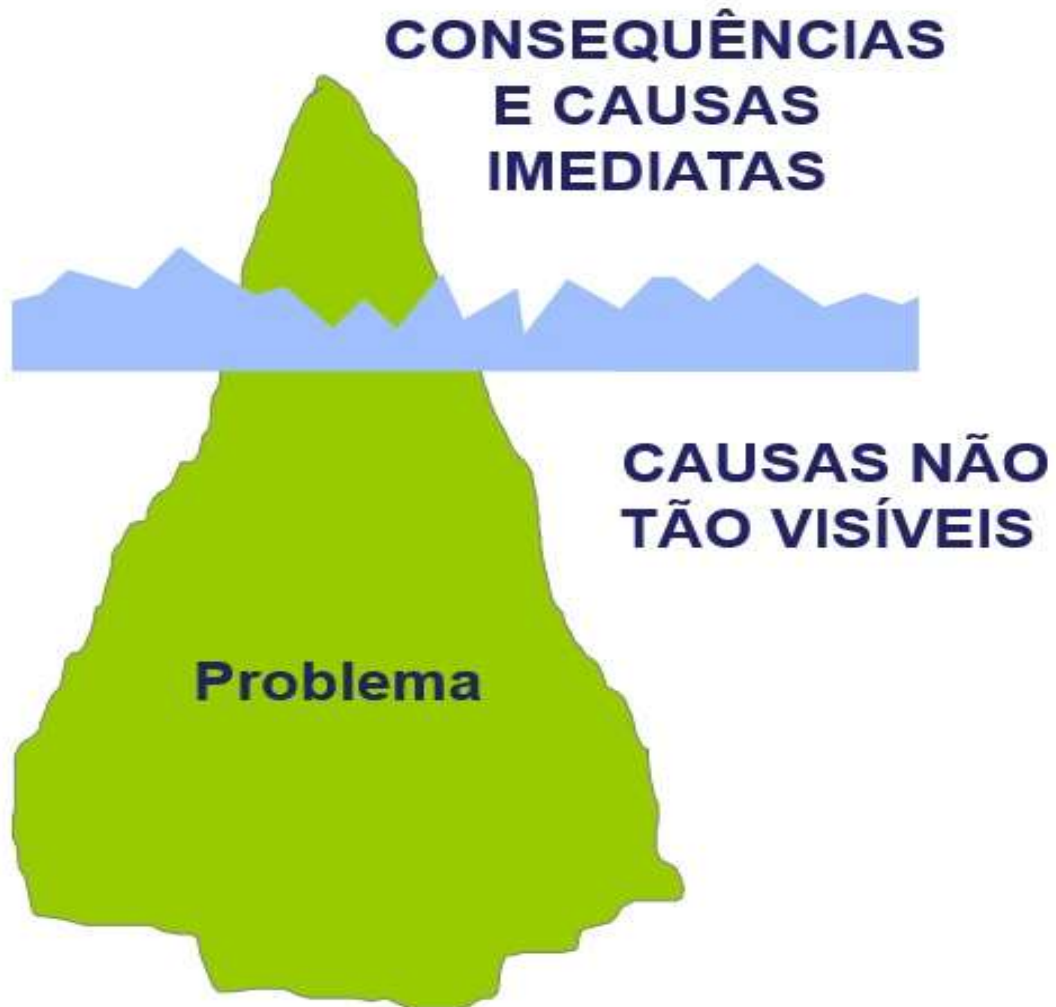 CONSEQUÊNCIAS
E CAUSAS
IMEDIATAS
CAUSAS NÃO
TÃO VISÍVEIS
Problema